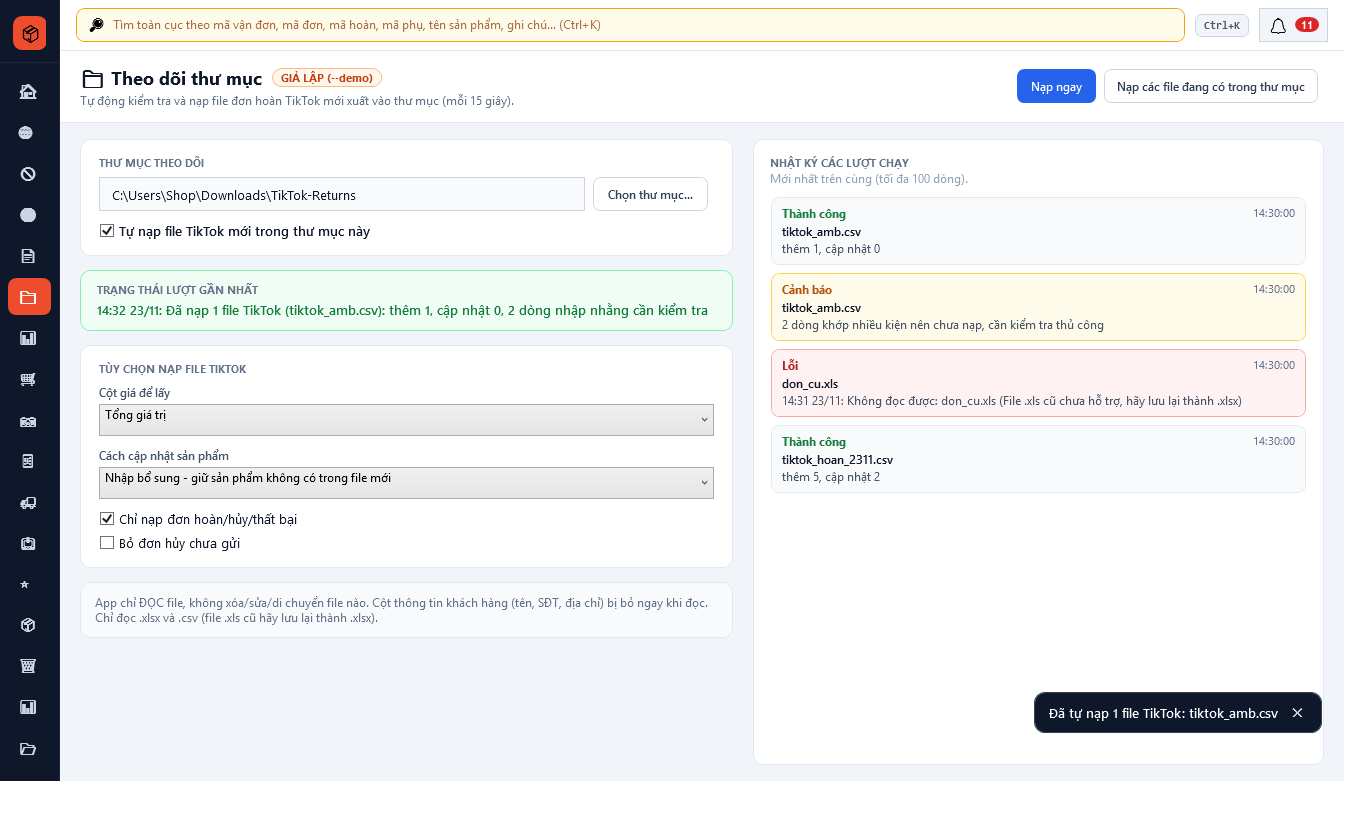 Tìm toàn cục theo mã vận đơn, mã đơn, mã hoàn, mã phụ, tên sản phẩm, ghi chú... (Ctrl+K)
Ctrl+K
11
Theo dõi thư mục
GIẢ LẬP (--demo)
Tự động kiểm tra và nạp file đơn hoàn TikTok mới xuất vào thư mục (mỗi 15 giây).
Nạp ngay
Nạp các file đang có trong thư mục
THƯ MỤC THEO DÕI
C:\Users\Shop\Downloads\TikTok-Returns
Chọn thư mục...
Tự nạp file TikTok mới trong thư mục này
TRẠNG THÁI LƯỢT GẦN NHẤT
14:32 23/11: Đã nạp 1 file TikTok (tiktok_amb.csv): thêm 1, cập nhật 0, 2 dòng nhập nhằng cần kiểm tra
TÙY CHỌN NẠP FILE TIKTOK
Cột giá để lấy
Tổng giá trị
Cách cập nhật sản phẩm
Nhập bổ sung - giữ sản phẩm không có trong file mới
Chỉ nạp đơn hoàn/hủy/thất bại
Bỏ đơn hủy chưa gửi
App chỉ ĐỌC file, không xóa/sửa/di chuyển file nào. Cột thông tin khách hàng (tên, SĐT, địa chỉ) bị bỏ ngay khi đọc.
Chỉ đọc .xlsx và .csv (file .xls cũ hãy lưu lại thành .xlsx).
NHẬT KÝ CÁC LƯỢT CHẠY
Mới nhất trên cùng (tối đa 100 dòng).
Thành công
14:30:00
tiktok_amb.csv
thêm 1, cập nhật 0
Cảnh báo
14:30:00
tiktok_amb.csv
2 dòng khớp nhiều kiện nên chưa nạp, cần kiểm tra thủ công
Lỗi
14:30:00
don_cu.xls
14:31 23/11: Không đọc được: don_cu.xls (File .xls cũ chưa hỗ trợ, hãy lưu lại thành .xlsx)
Thành công
14:30:00
tiktok_hoan_2311.csv
thêm 5, cập nhật 2
Đã tự nạp 1 file TikTok: tiktok_amb.csv